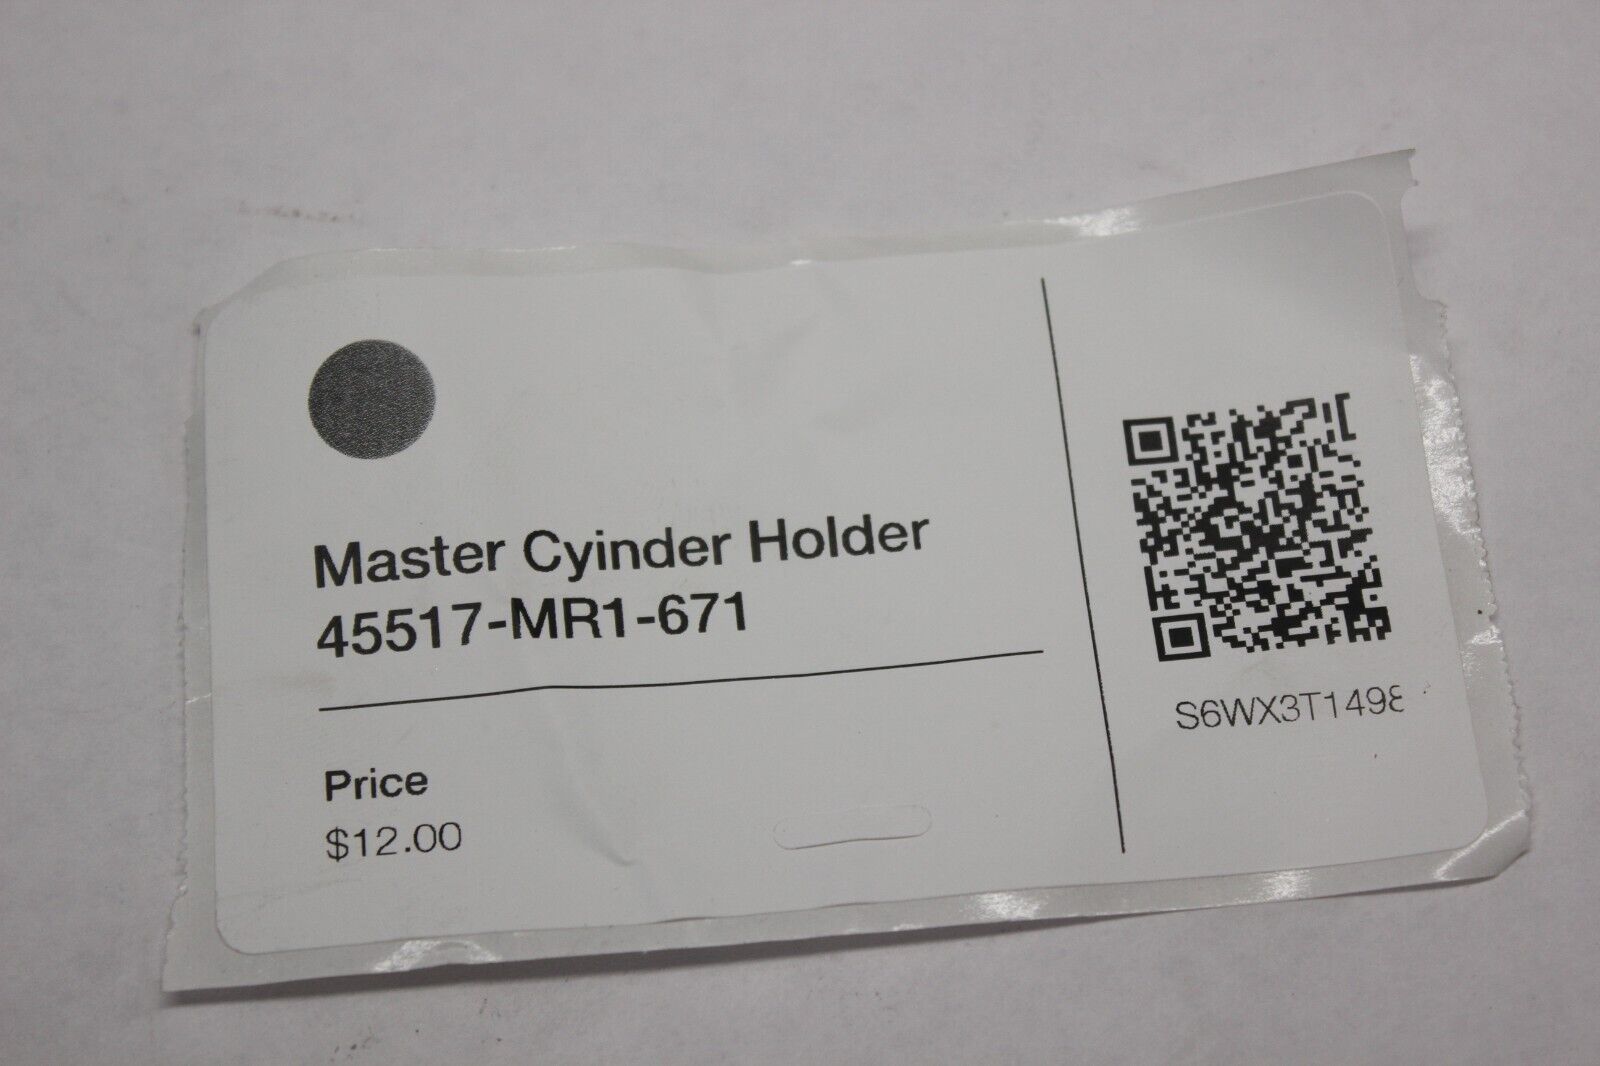 Master Cyinder Holder
45517-MR1-671
Price
$12.00
S6WX3T1498